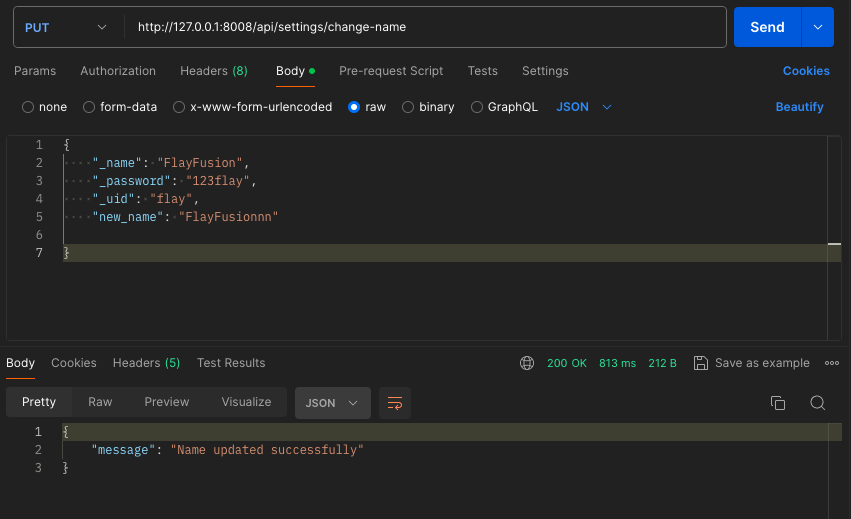 PUT http://127.0.0.1:8008/api/settings/change-name Send
Params Authorization Headers (8) Body Pre-request Script Tests Settings Cookies
none form-data x-www-form-urlencoded raw binary GraphQL JSON Beautify
1 {
2 "_name": "FlayFusion",
3 "_password": "123flay",
4 "_uid": "flay",
5 "new_name": "FlayFusionnn"
6
7 }
Body Cookies Headers (5) Test Results 200 OK 813 ms 212 B Save as example
Pretty Raw Preview Visualize JSON
1 {
2 "message": "Name updated successfully"
3 }